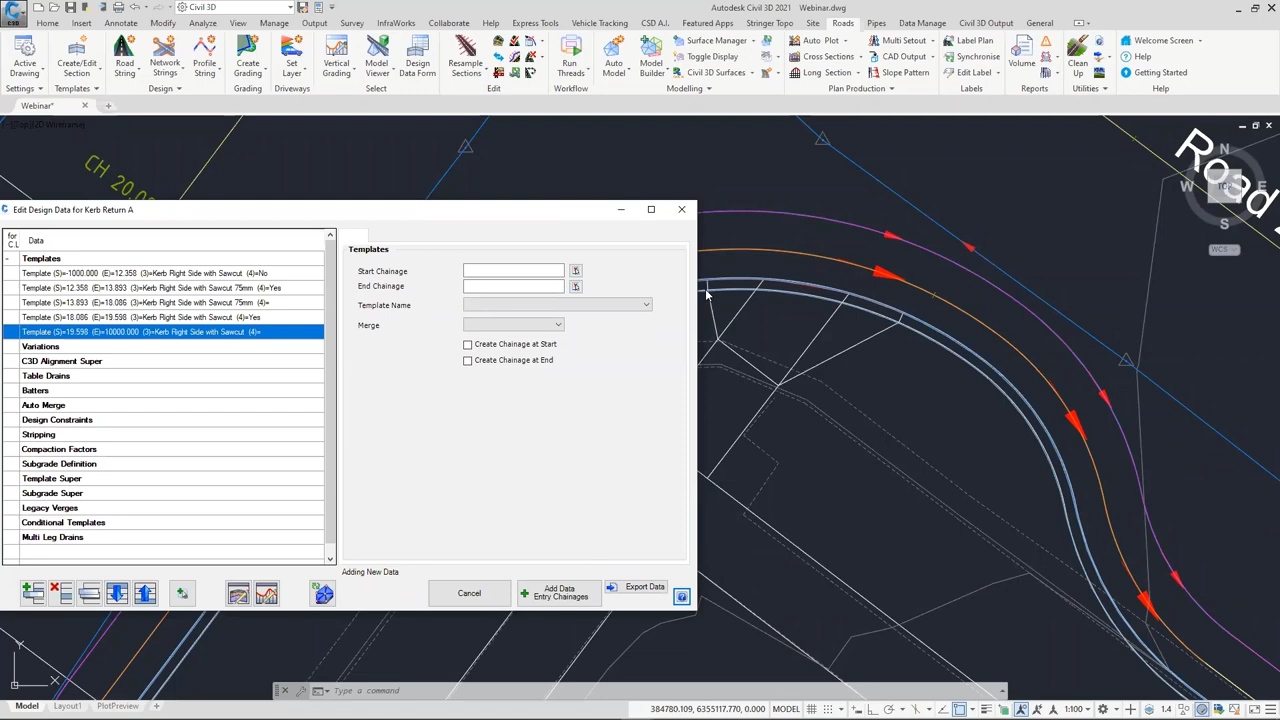 C3D
Civil 3D
Autodesk Civil 3D 2021 Webinar.dwg
Home Insert Annotate Modify Analyze View Manage Output Survey InfraWorks Collaborate Help Express Tools Vehicle Tracking CSD A.I. Featured Apps Stringer Topo Site Roads Pipes Data Manage Civil 3D Output General
Active Drawing
Create/Edit Section
Road String
Network Strings
Profile String
Create Grading
Set Layer
Vertical Grading
Model Viewer
Design Data Form
Resample Sections
Run Threads
Auto Model
Model Builder
Surface Manager
Toggle Display
Civil 3D Surfaces
Auto Plot
Cross Sections
Long Section
Multi Setout
CAD Output
Slope Pattern
Label Plan
Synchronise
Edit Label
Volume
Clean Up
Welcome Screen
Help
Getting Started
Settings Templates Design Grading Driveways Select Edit Workflow Modelling Plan Production Labels Reports Utilities Help
Webinar*
CH 20.0
Road
N
W TOP E
S
WCS
Edit Design Data for Kerb Return A
for C.L
Data
Templates
Template (S)=-1000.000 (E)=12.358 (3)=Kerb Right Side with Sawcut (4)=No
Template (S)=12.358 (E)=13.893 (3)=Kerb Right Side with Sawcut 75mm (4)=Yes
Template (S)=13.893 (E)=18.086 (3)=Kerb Right Side with Sawcut 75mm (4)=
Template (S)=18.086 (E)=19.598 (3)=Kerb Right Side with Sawcut (4)=Yes
Template (S)=19.598 (E)=10000.000 (3)=Kerb Right Side with Sawcut (4)=
Variations
C3D Alignment Super
Table Drains
Batters
Auto Merge
Design Constraints
Stripping
Compaction Factors
Subgrade Definition
Template Super
Subgrade Super
Legacy Verges
Conditional Templates
Multi Leg Drains
Templates
Start Chainage
End Chainage
Template Name
Merge
Create Chainage at Start
Create Chainage at End
Adding New Data
Cancel
Add Data Entry Chainages
Export Data
Y
X
Type a command
Model Layout1 PlotPreview +
384780.109, 6355117.770, 0.000 MODEL
1:100
1.4